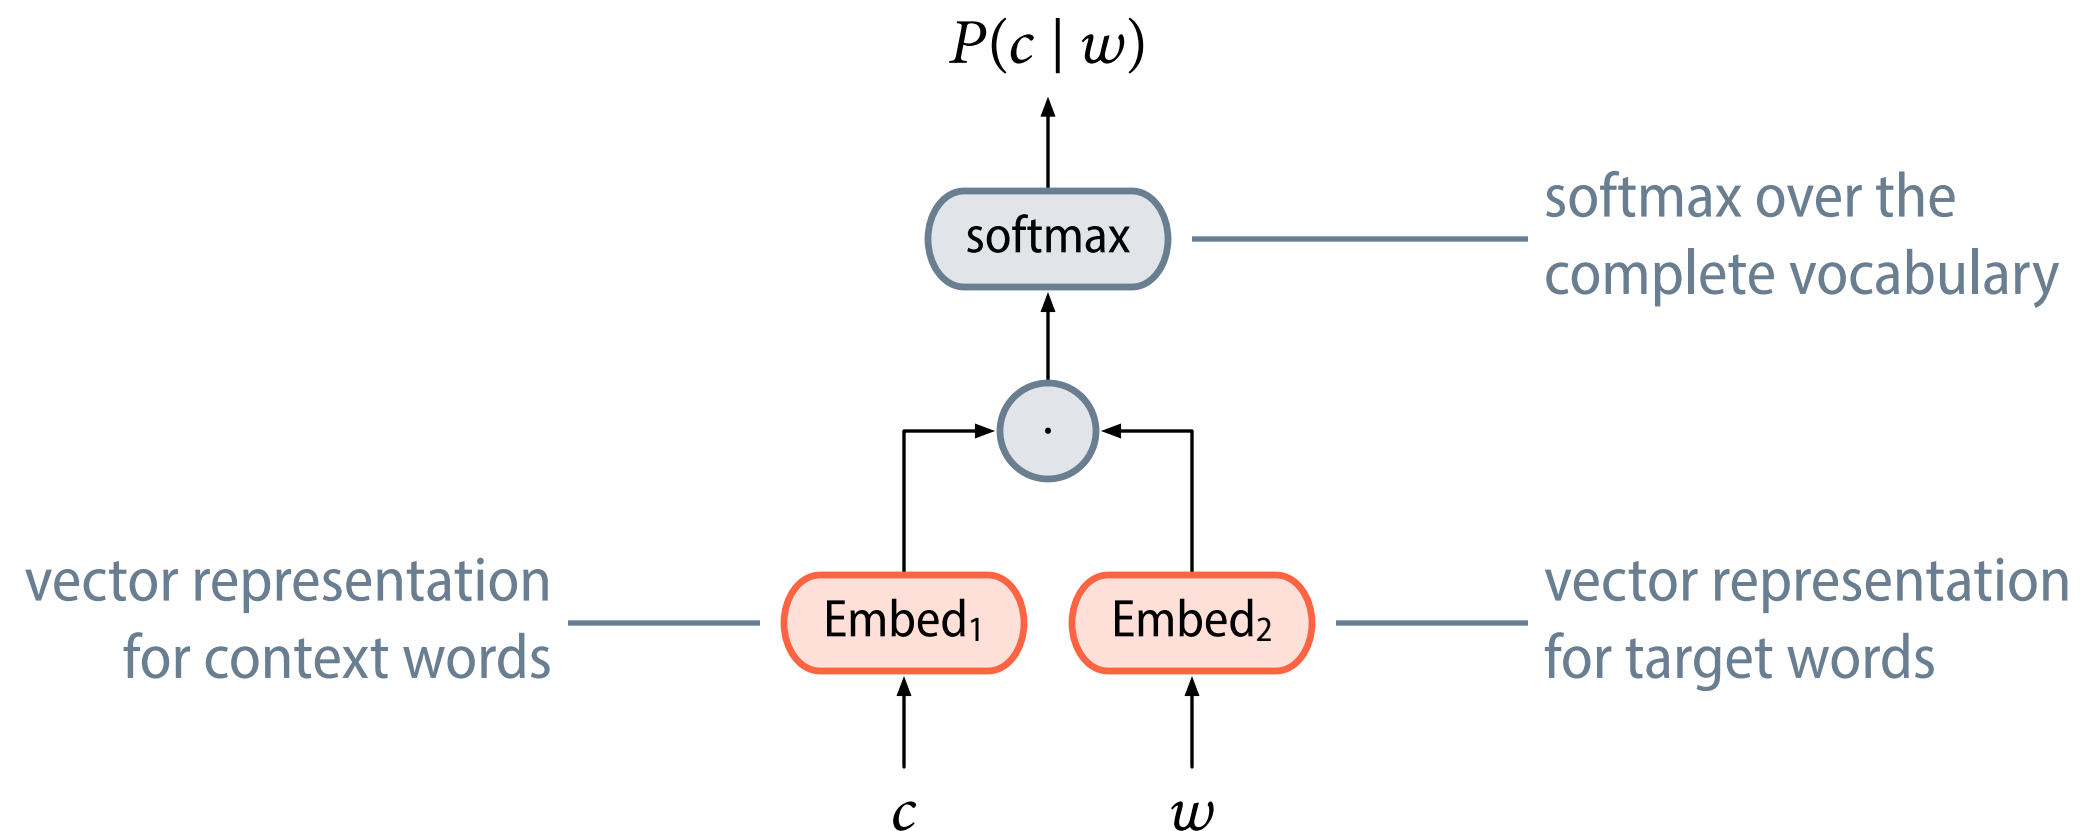 P(c | w)
softmax
softmax over the
complete vocabulary
·
vector representation
for context words
Embed₁
Embed₂
vector representation
for target words
c
w